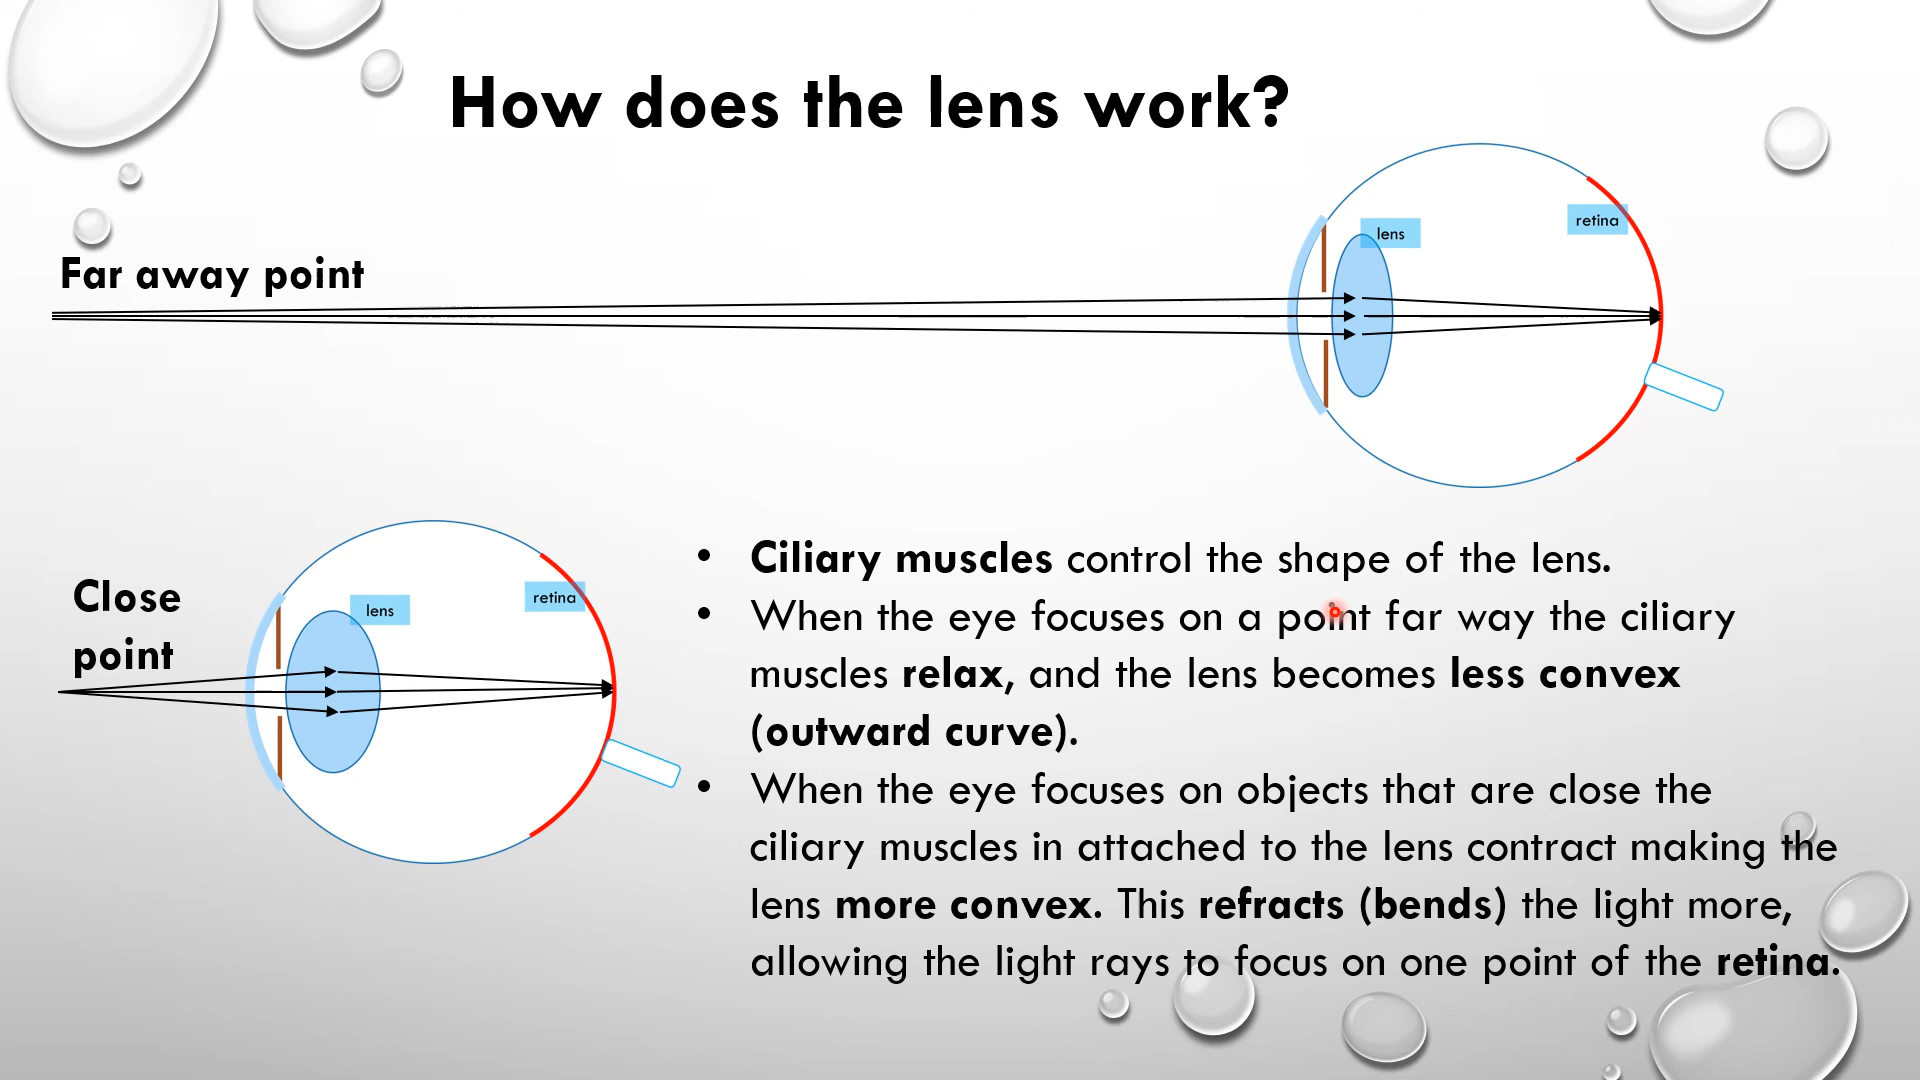 How does the lens work?
lens
retina
Far away point
Close
point
lens
retina
• Ciliary muscles control the shape of the lens.
• When the eye focuses on a point far way the ciliary
muscles relax, and the lens becomes less convex
(outward curve).
• When the eye focuses on objects that are close the
ciliary muscles in attached to the lens contract making the
lens more convex. This refracts (bends) the light more,
allowing the light rays to focus on one point of the retina.